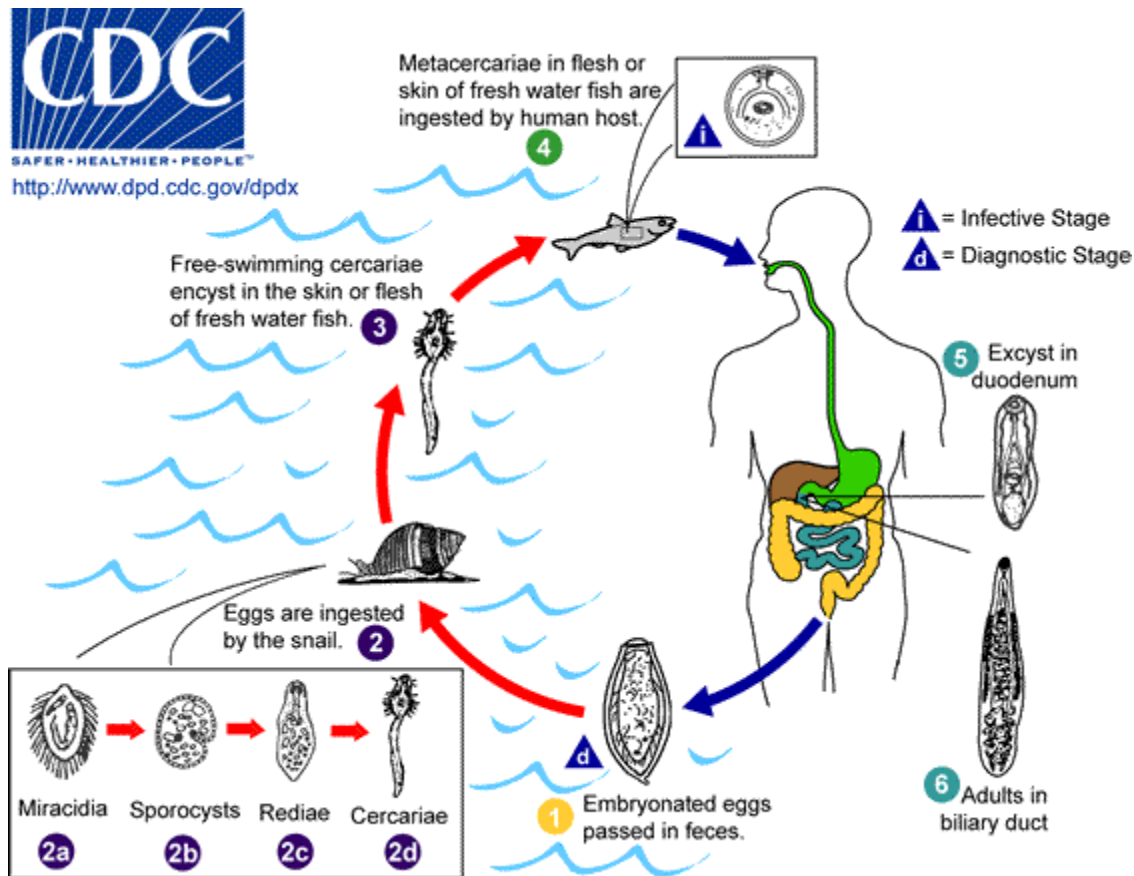 CDC
SAFER•HEALTHIER•PEOPLE™
http://www.dpd.cdc.gov/dpdx
Metacercariae in flesh or
skin of fresh water fish are
ingested by human host.
4
i
i = Infective Stage
d = Diagnostic Stage
Free-swimming cercariae
encyst in the skin or flesh
of fresh water fish. 3
5 Excyst in
duodenum
Eggs are ingested
by the snail. 2
Miracidia
Sporocysts
Rediae
Cercariae
2a
2b
2c
2d
d
1 Embryonated eggs
passed in feces.
6 Adults in
biliary duct